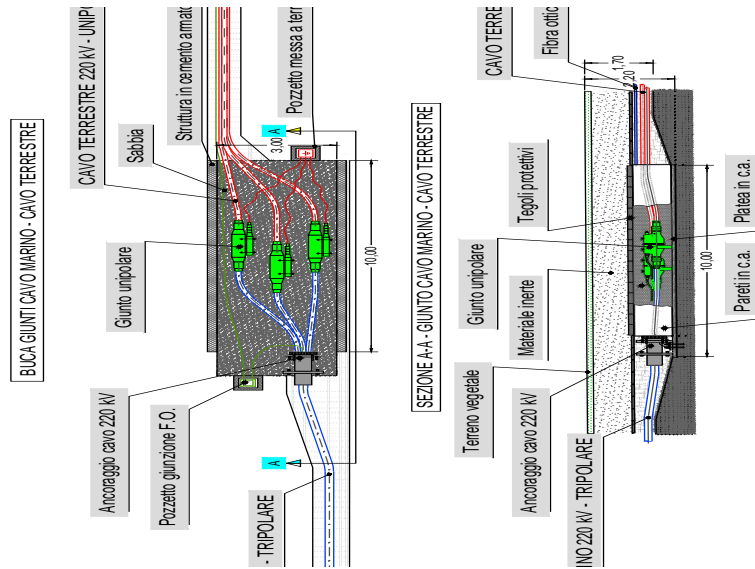 BUCA GIUNTI CAVO MARINO - CAVO TERRESTRE
CAVO TERRESTRE 220 kV - UNIPO
Struttura in cemento armato
Pozzetto messa a terr
Sabbia
Giunto unipolare
Ancoraggio cavo 220 kV
Pozzetto giunzione F.O.
- TRIPOLARE
A
A
3,00
10,00
SEZIONE A-A - GIUNTO CAVO MARINO - CAVO TERRESTRE
CAVO TERRE
Fibra ottic
1,70
2,20
Tegoli protettivi
Giunto unipolare
Materiale inerte
Terreno vegetale
Ancoraggio cavo 220 kV
INO 220 kV - TRIPOLARE
10,00
Platea in c.a.
Pareti in c.a.